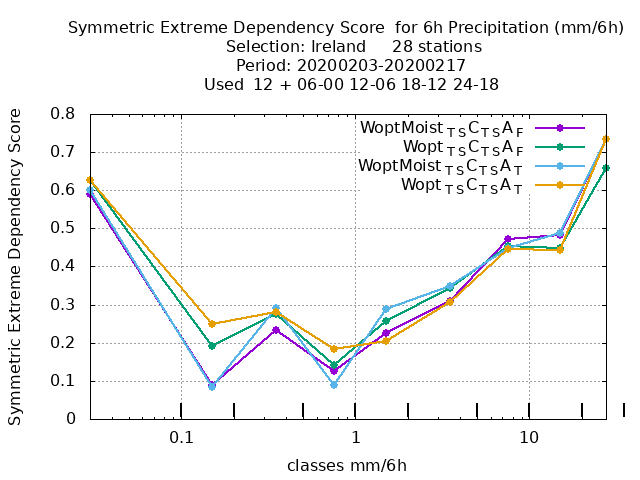 Symmetric Extreme Dependency Score  for 6h Precipitation (mm/6h)
Selection: Ireland     28 stations
Period: 20200203-20200217
Used  12 + 06-00 12-06 18-12 24-18
Symmetric Extreme Dependency Score
0.8
0.7
0.6
0.5
0.4
0.3
0.2
0.1
0
WoptMoist TS C TS A F
Wopt TS C TS A F
WoptMoist TS C TS A T
Wopt TS C TS A T
0.1 1 10
classes mm/6h